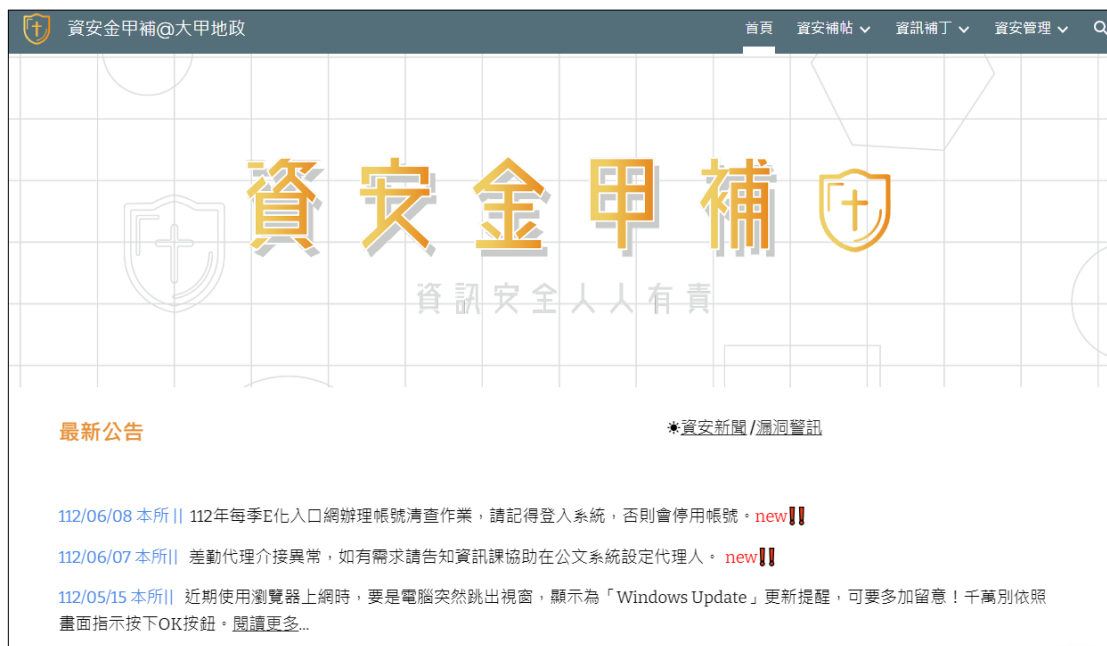 資安金甲補@大甲地政
首頁 資安補帖 資訊補丁 資安管理
資安金甲補
資訊安全人人有責
最新公告
☀資安新聞/漏洞警訊
112/06/08 本所|| 112年每季E化入口網辦理帳號清查作業，請記得登入系統，否則會停用帳號。new‼
112/06/07 本所|| 差勤代理介接異常，如有需求請告知資訊課協助在公文系統設定代理人。 new‼
112/05/15 本所|| 近期使用瀏覽器上網時，要是電腦突然跳出視窗，顯示為「Windows Update」更新提醒，可要多加留意！千萬別依照
畫面指示按下OK按鈕。閱讀更多...